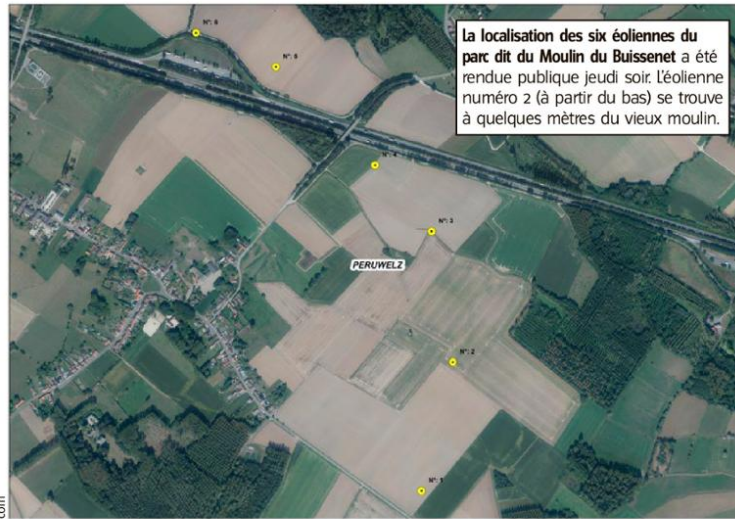 La localisation des six éoliennes du
parc dit du Moulin du Buissenet a été
rendue publique jeudi soir. L'éolienne
numéro 2 (à partir du bas) se trouve
à quelques mètres du vieux moulin.
N°: 6
N°: 5
N°: 4
N°: 3
PERUWELZ
N°: 2
N°: 1
com